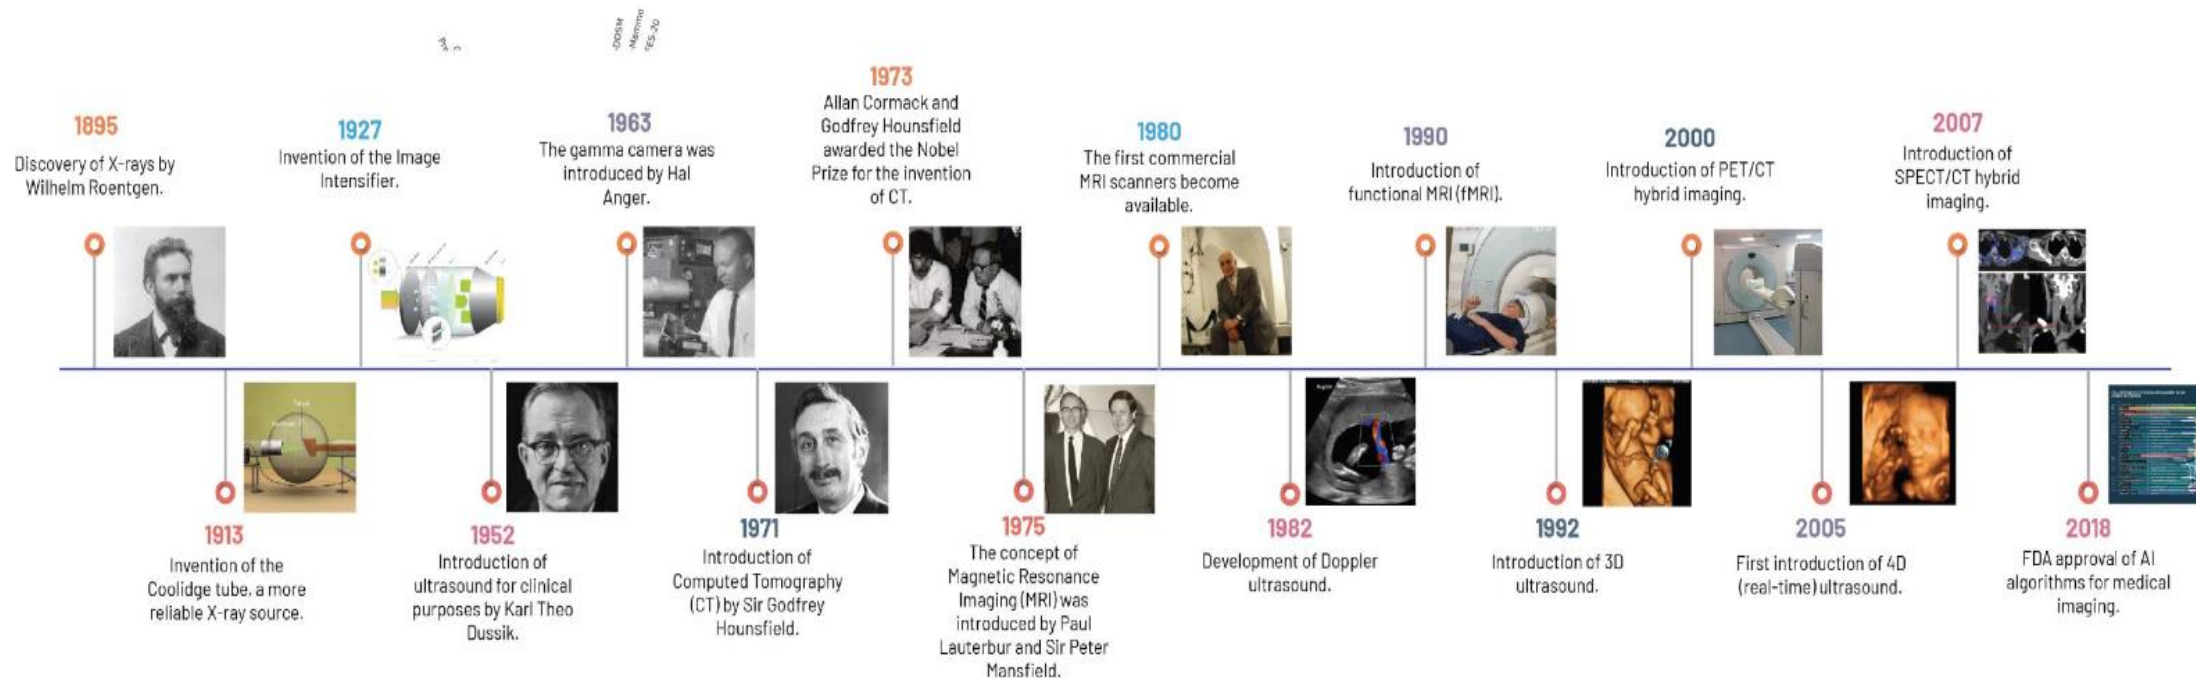 -DDSM
-Mammo
1895
Discovery of X-rays by
Wilhelm Roentgen.
1927
Invention of the Image
Intensifier.
1963
The gamma camera was
introduced by Hal
Anger.
1973
Allan Cormack and
Godfrey Hounsfield
awarded the Nobel
Prize for the invention
of CT.
1980
The first commercial
MRI scanners become
available.
1990
Introduction of
functional MRI (fMRI).
2000
Introduction of PET/CT
hybrid imaging.
2007
Introduction of
SPECT/CT hybrid
imaging.
1913
Invention of the
Coolidge tube, a more
reliable X-ray source.
1952
Introduction of
ultrasound for clinical
purposes by Karl Theo
Dussik.
1971
Introduction of
Computed Tomography
(CT) by Sir Godfrey
Hounsfield.
1975
The concept of
Magnetic Resonance
Imaging (MRI) was
introduced by Paul
Lauterbur and Sir Peter
Mansfield.
1982
Development of Doppler
ultrasound.
1992
Introduction of 3D
ultrasound.
2005
First introduction of 4D
(real-time) ultrasound.
2018
FDA approval of AI
algorithms for medical
imaging.